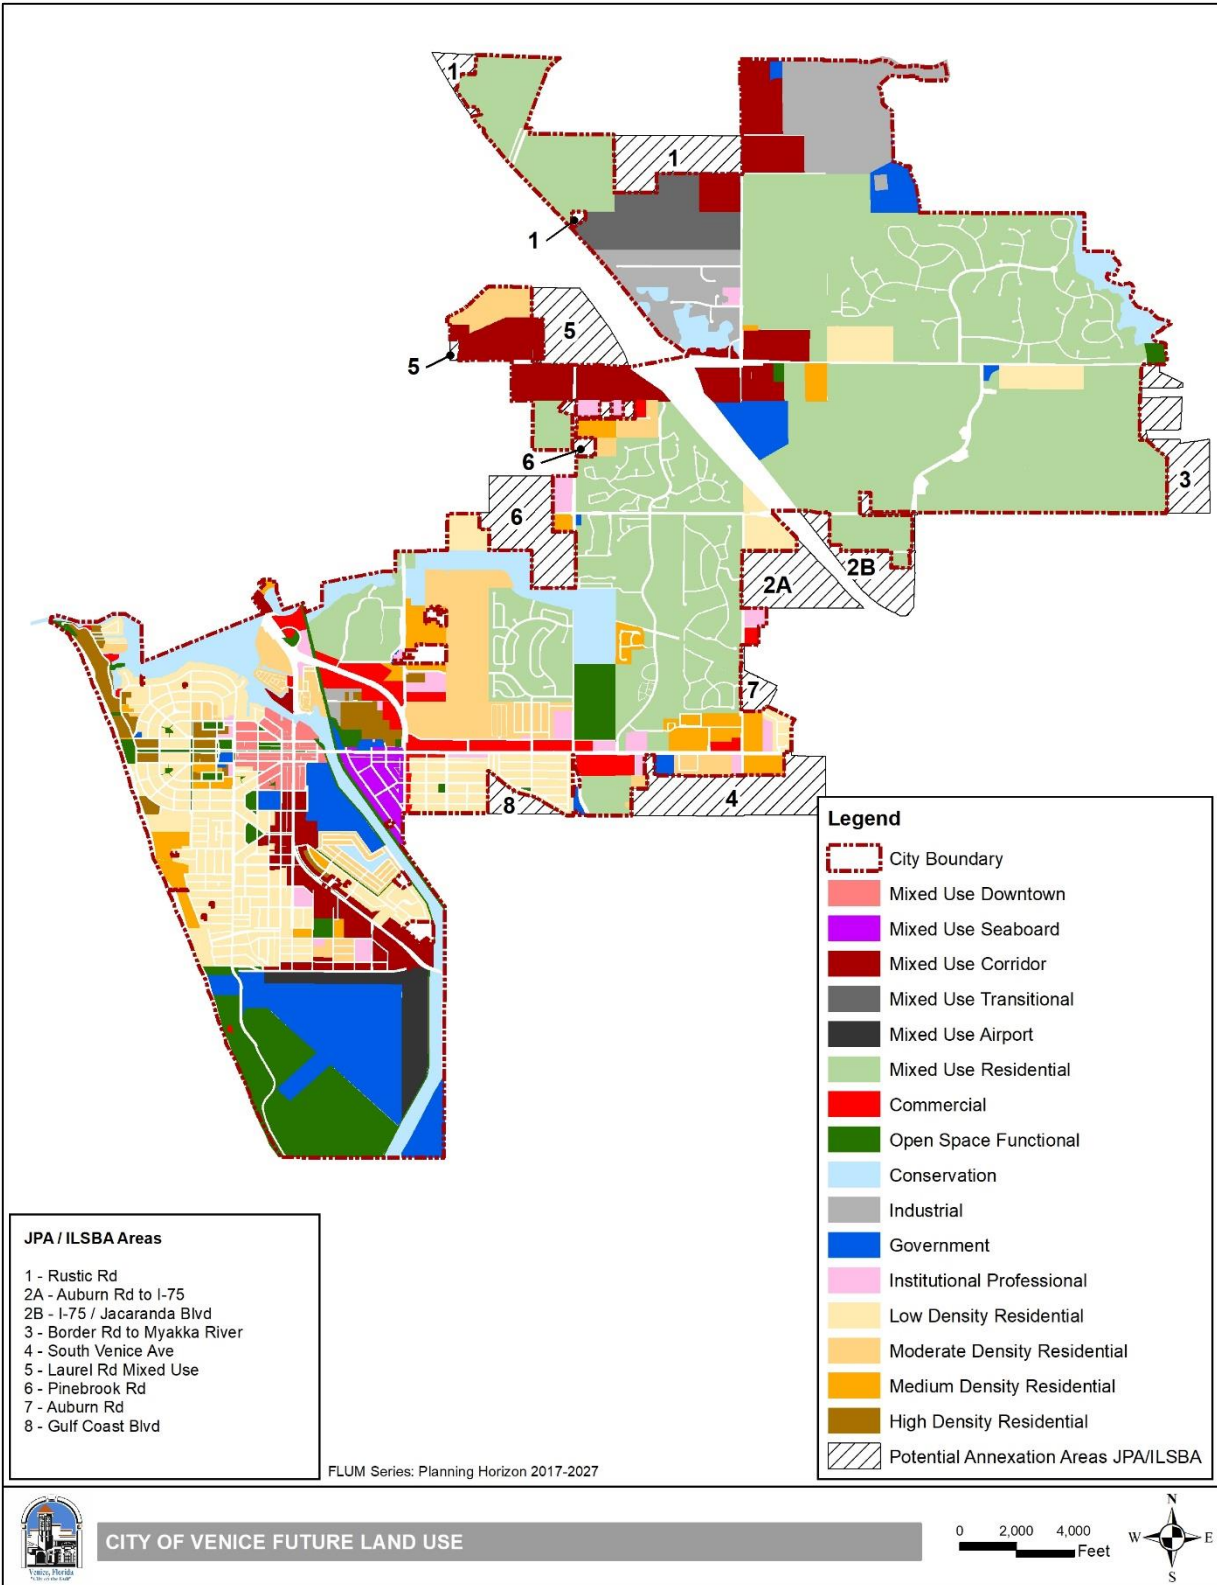 1
1
1
5
5
6
3
6
2A
2B
7
8
4
Legend
City Boundary
Mixed Use Downtown
Mixed Use Seaboard
Mixed Use Corridor
Mixed Use Transitional
Mixed Use Airport
Mixed Use Residential
Commercial
Open Space Functional
Conservation
Industrial
Government
Institutional Professional
Low Density Residential
Moderate Density Residential
Medium Density Residential
High Density Residential
Potential Annexation Areas JPA/ILSBA
JPA / ILSBA Areas
1 - Rustic Rd
2A - Auburn Rd to I-75
2B - I-75 / Jacaranda Blvd
3 - Border Rd to Myakka River
4 - South Venice Ave
5 - Laurel Rd Mixed Use
6 - Pinebrook Rd
7 - Auburn Rd
8 - Gulf Coast Blvd
FLUM Series: Planning Horizon 2017-2027
Venice, Florida
CITY OF VENICE FUTURE LAND USE
0 2,000 4,000
Feet
N
W E
S